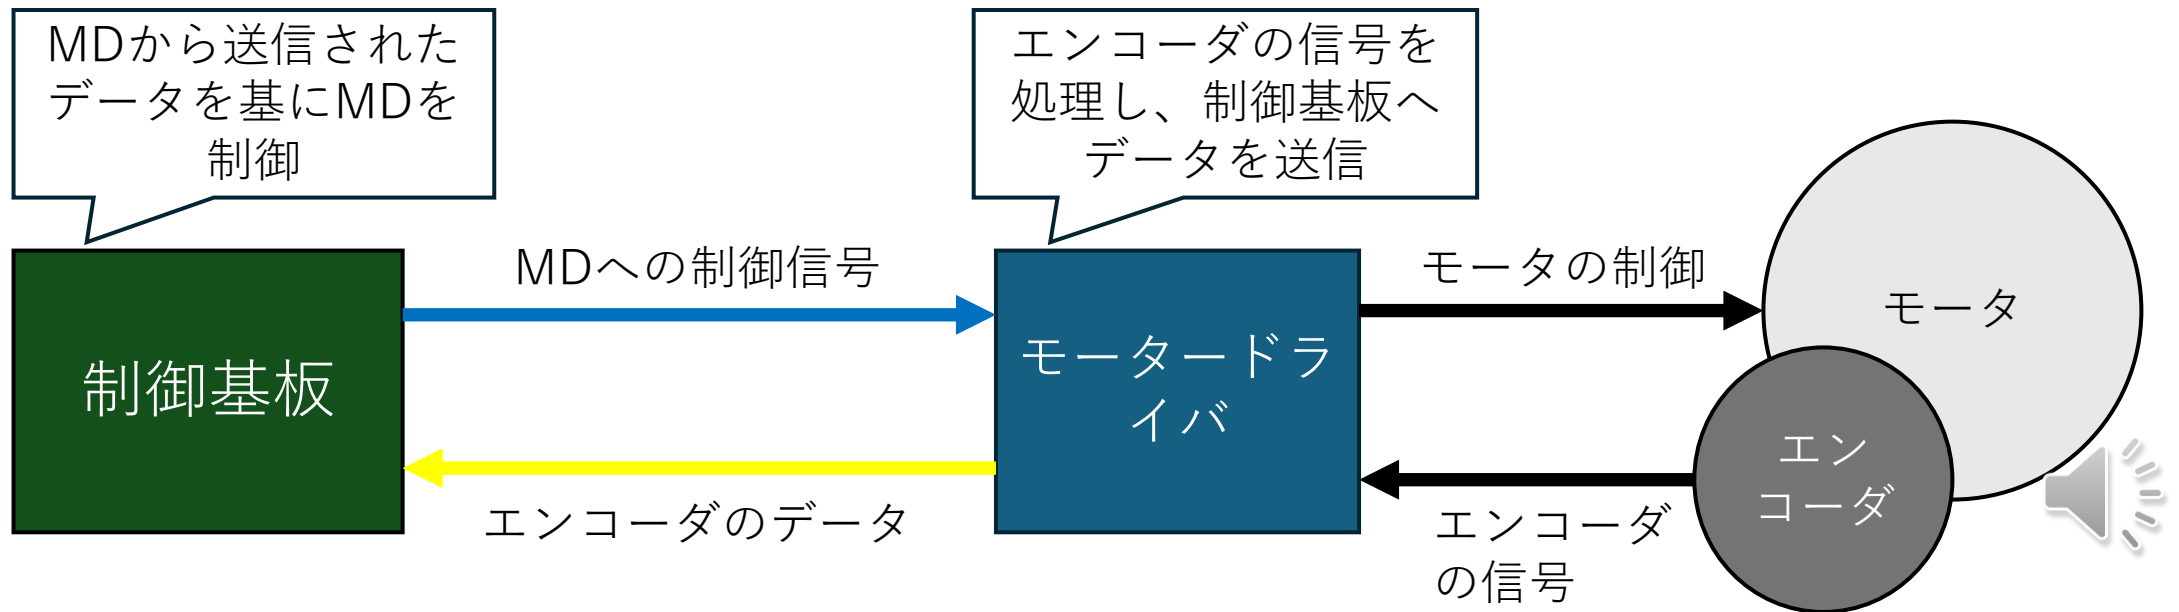 MDから送信された
データを基にMDを
制御
エンコーダの信号を
処理し、制御基板へ
データを送信
MDへの制御信号
モータの制御
モータ
制御基板
モータードラ
イバ
エン
コーダ
エンコーダのデータ
エンコーダ
の信号